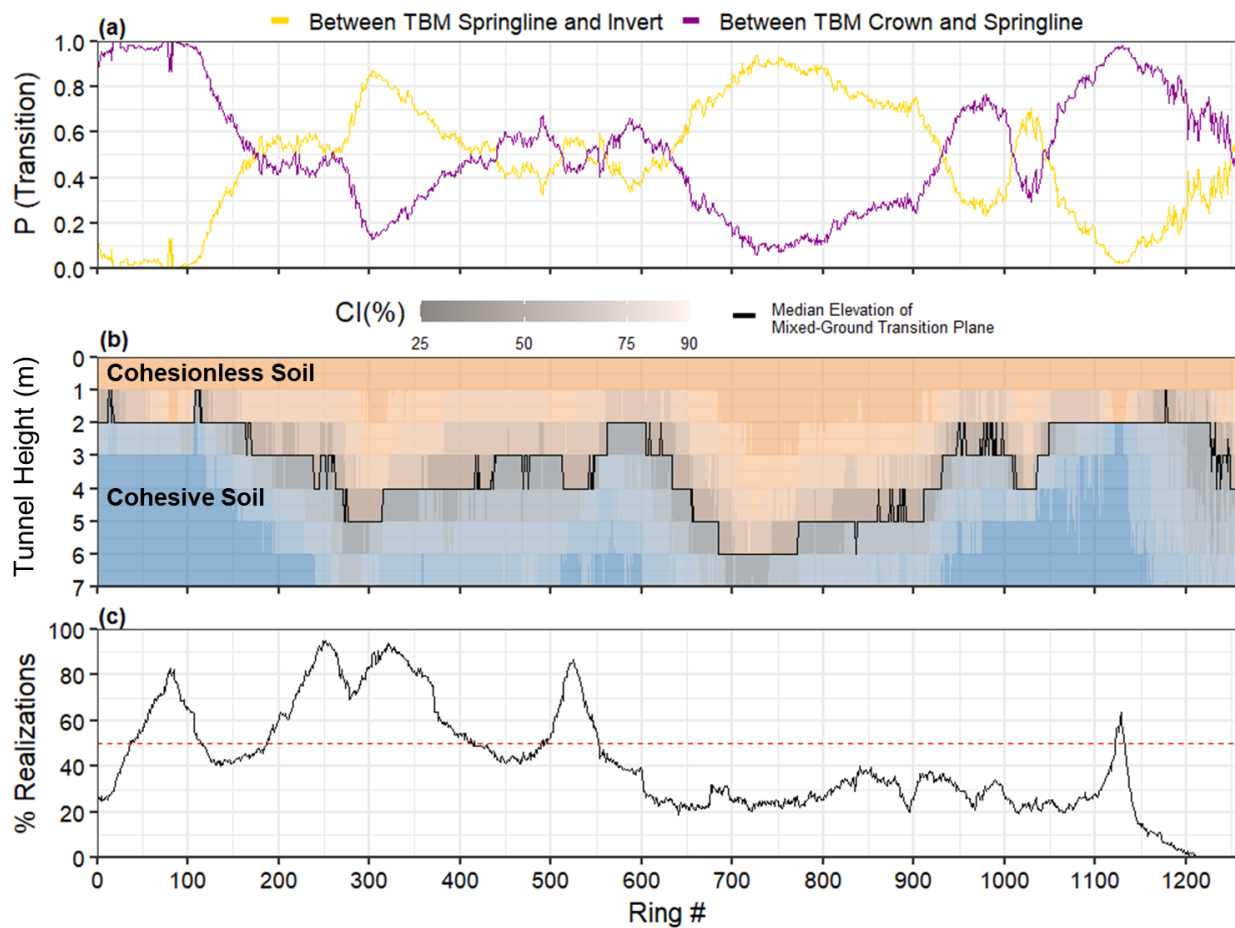 (a)
Between TBM Springline and Invert
Between TBM Crown and Springline
P (Transition)
1.0
0.8
0.6
0.4
0.2
0.0
CI(%)
25 50 75 90
Median Elevation of
Mixed-Ground Transition Plane
(b)
Tunnel Height (m)
0
1
2
3
4
5
6
7
Cohesionless Soil
Cohesive Soil
(c)
% Realizations
100
80
60
40
20
0
0 100 200 300 400 500 600 700 800 900 1000 1100 1200
Ring #